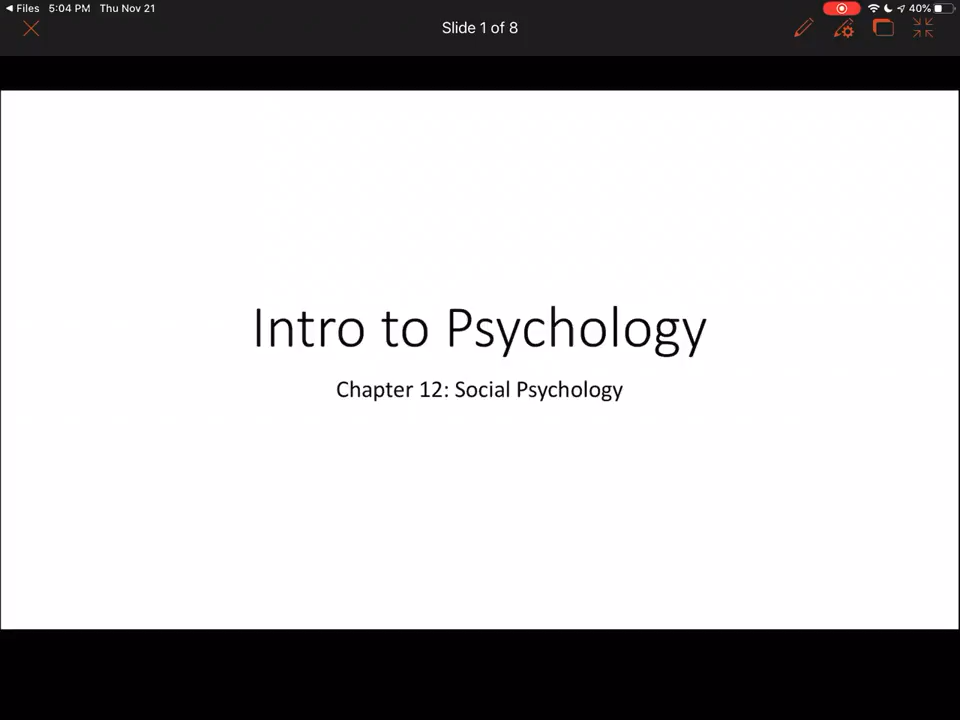 Files 5:04 PM Thu Nov 21
40%
Slide 1 of 8
Intro to Psychology
Chapter 12: Social Psychology